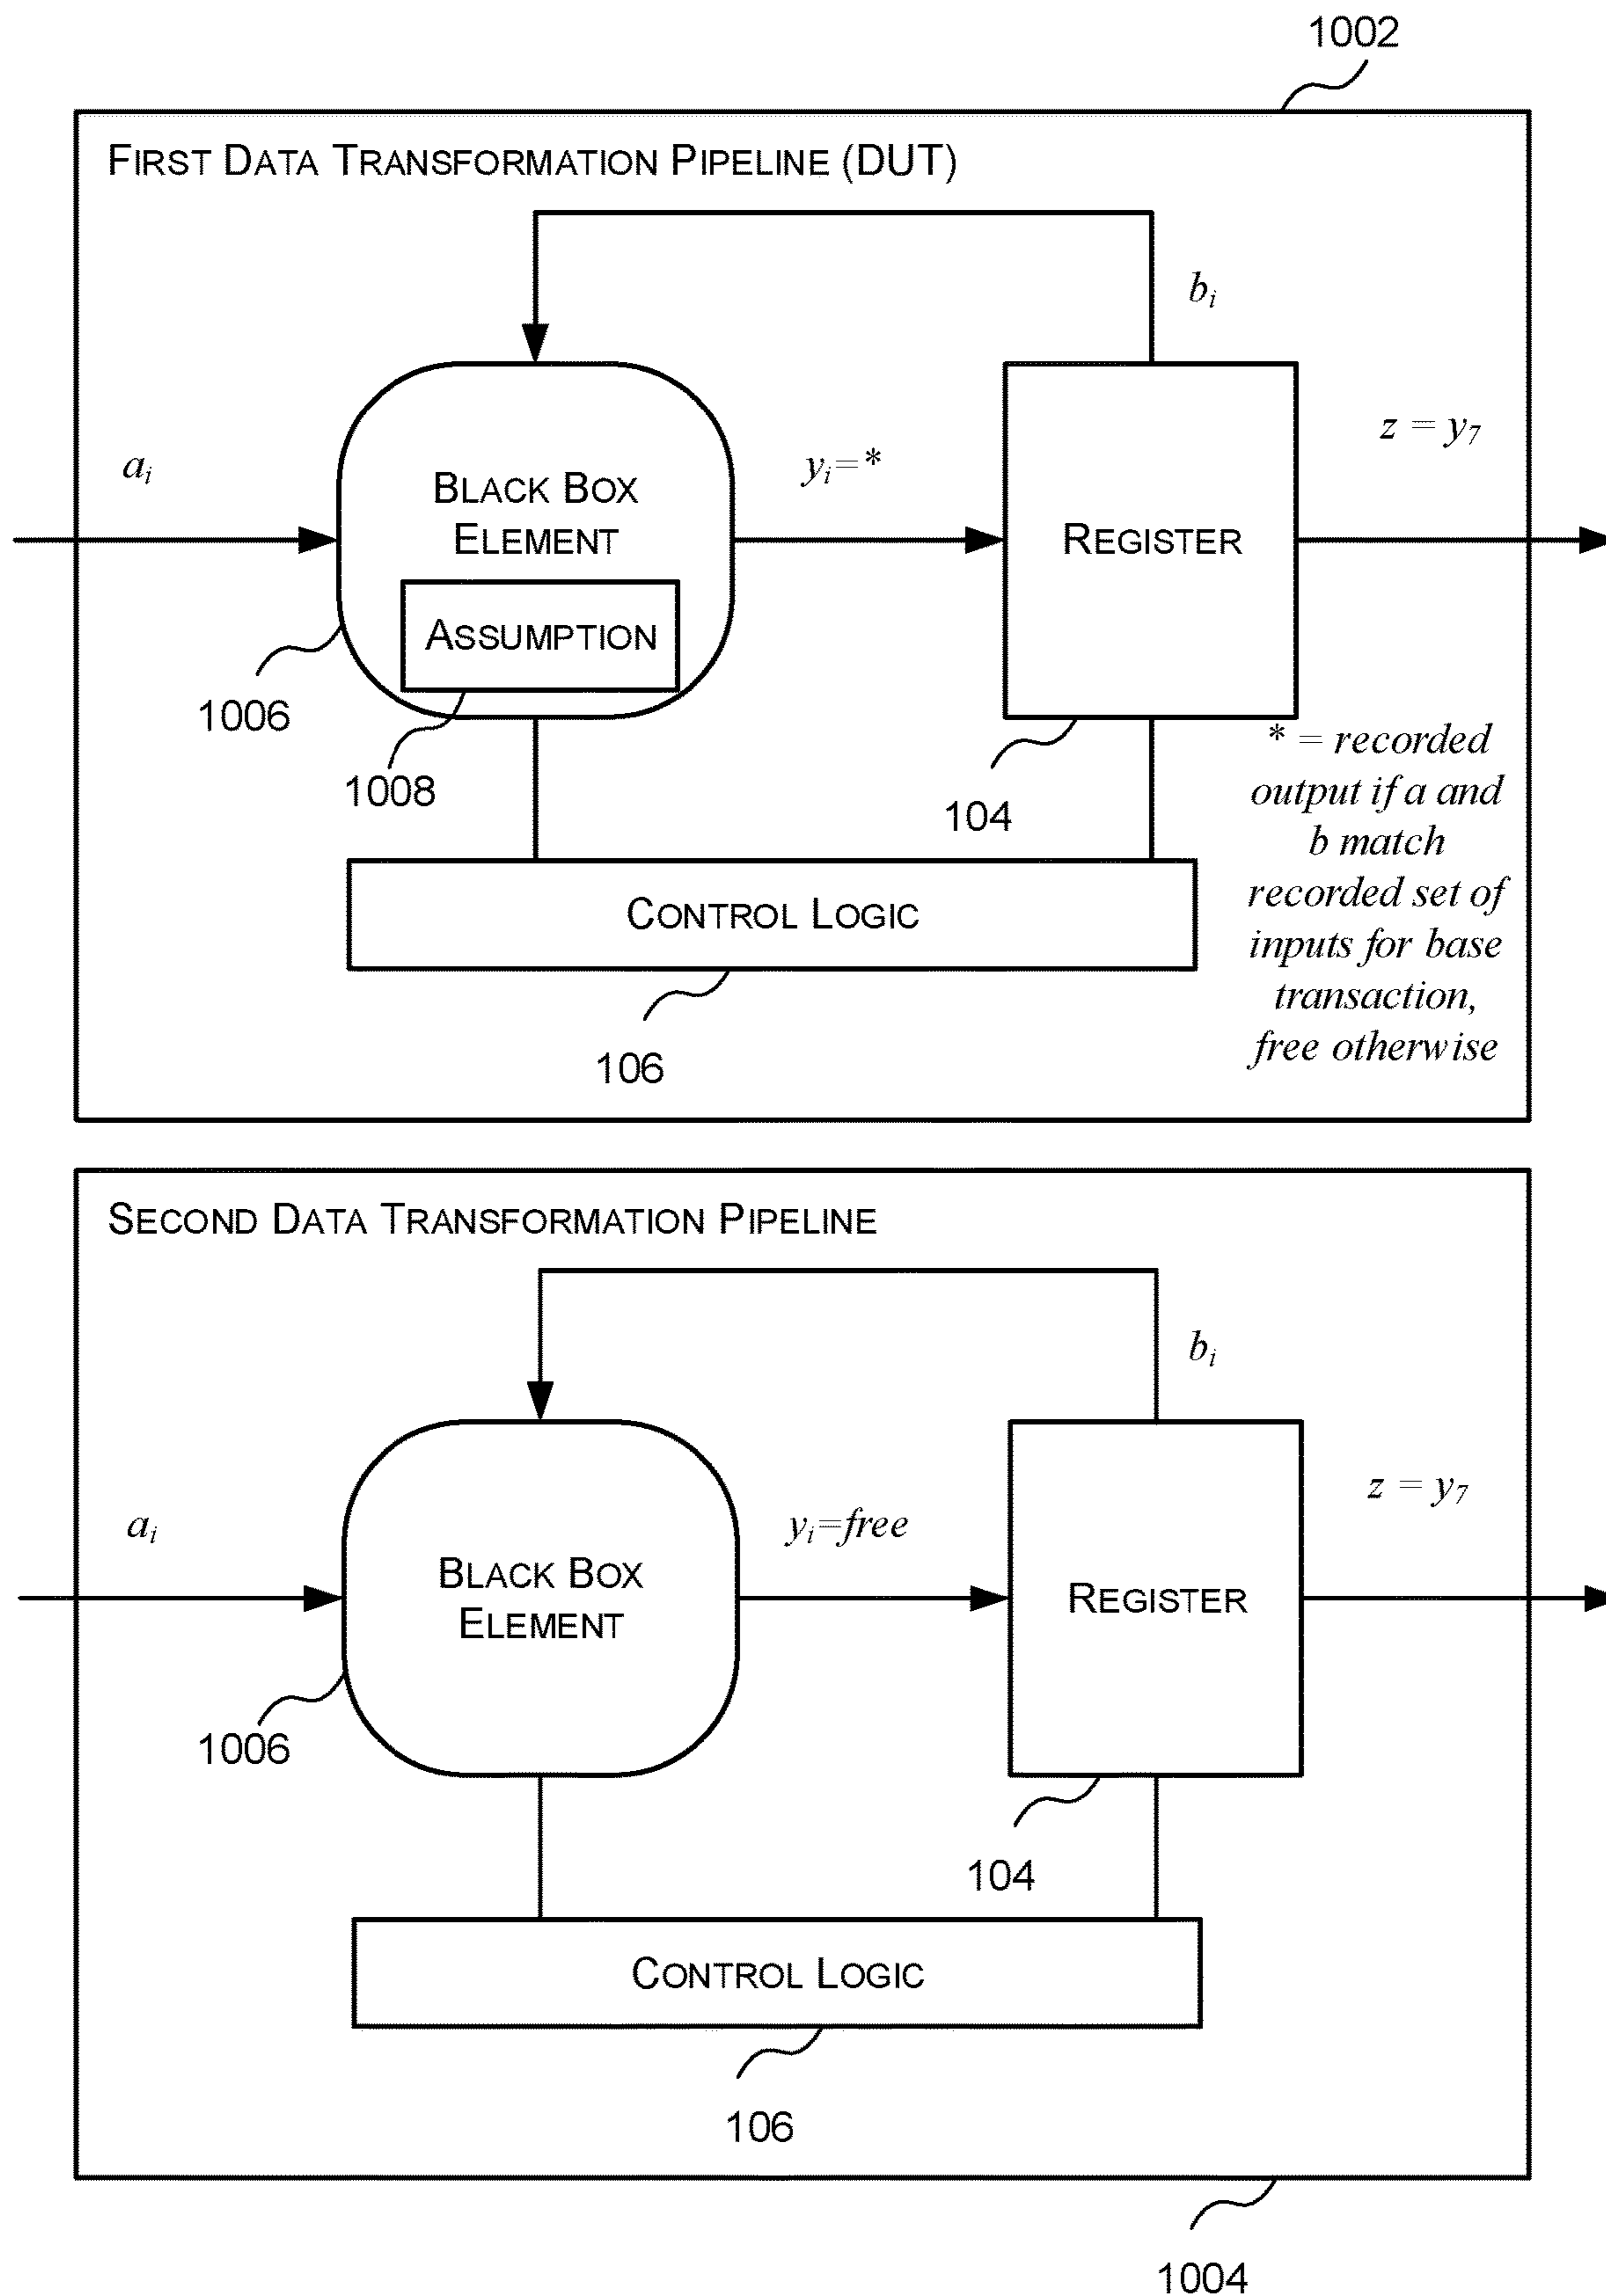 1002
FIRST DATA TRANSFORMATION PIPELINE (DUT)
bᵢ
aᵢ
yᵢ=*
z = y₇
BLACK BOX
ELEMENT
REGISTER
ASSUMPTION
1006
1008
104
* = recorded
output if a and
b match
recorded set of
inputs for base
transaction,
free otherwise
CONTROL LOGIC
106
SECOND DATA TRANSFORMATION PIPELINE
bᵢ
aᵢ
yᵢ=free
z = y₇
BLACK BOX
ELEMENT
REGISTER
1006
104
CONTROL LOGIC
106
1004